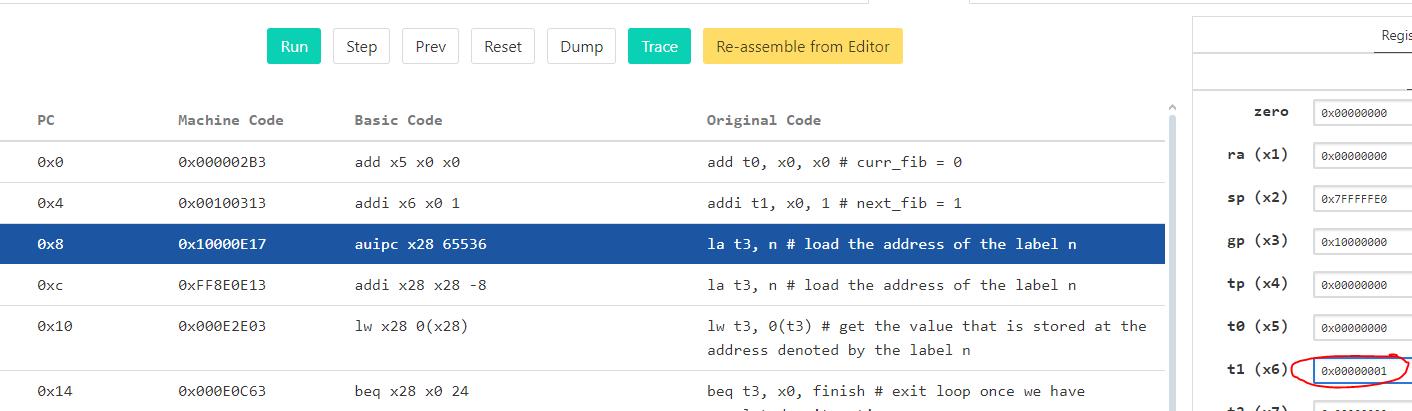 Run Step Prev Reset Dump Trace Re-assemble from Editor
PC Machine Code Basic Code Original Code
0x0 0x000002B3 add x5 x0 x0 add t0, x0, x0 # curr_fib = 0
0x4 0x00100313 addi x6 x0 1 addi t1, x0, 1 # next_fib = 1
0x8 0x10000E17 auipc x28 65536 la t3, n # load the address of the label n
0xc 0xFF8E0E13 addi x28 x28 -8 la t3, n # load the address of the label n
0x10 0x000E2E03 lw x28 0(x28) lw t3, 0(t3) # get the value that is stored at the
address denoted by the label n
0x14 0x000E0C63 beq x28 x0 24 beq t3, x0, finish # exit loop once we have
Regis
zero 0x00000000
ra (x1) 0x00000000
sp (x2) 0x7FFFFFE0
gp (x3) 0x10000000
tp (x4) 0x00000000
t0 (x5) 0x00000000
t1 (x6) 0x00000001